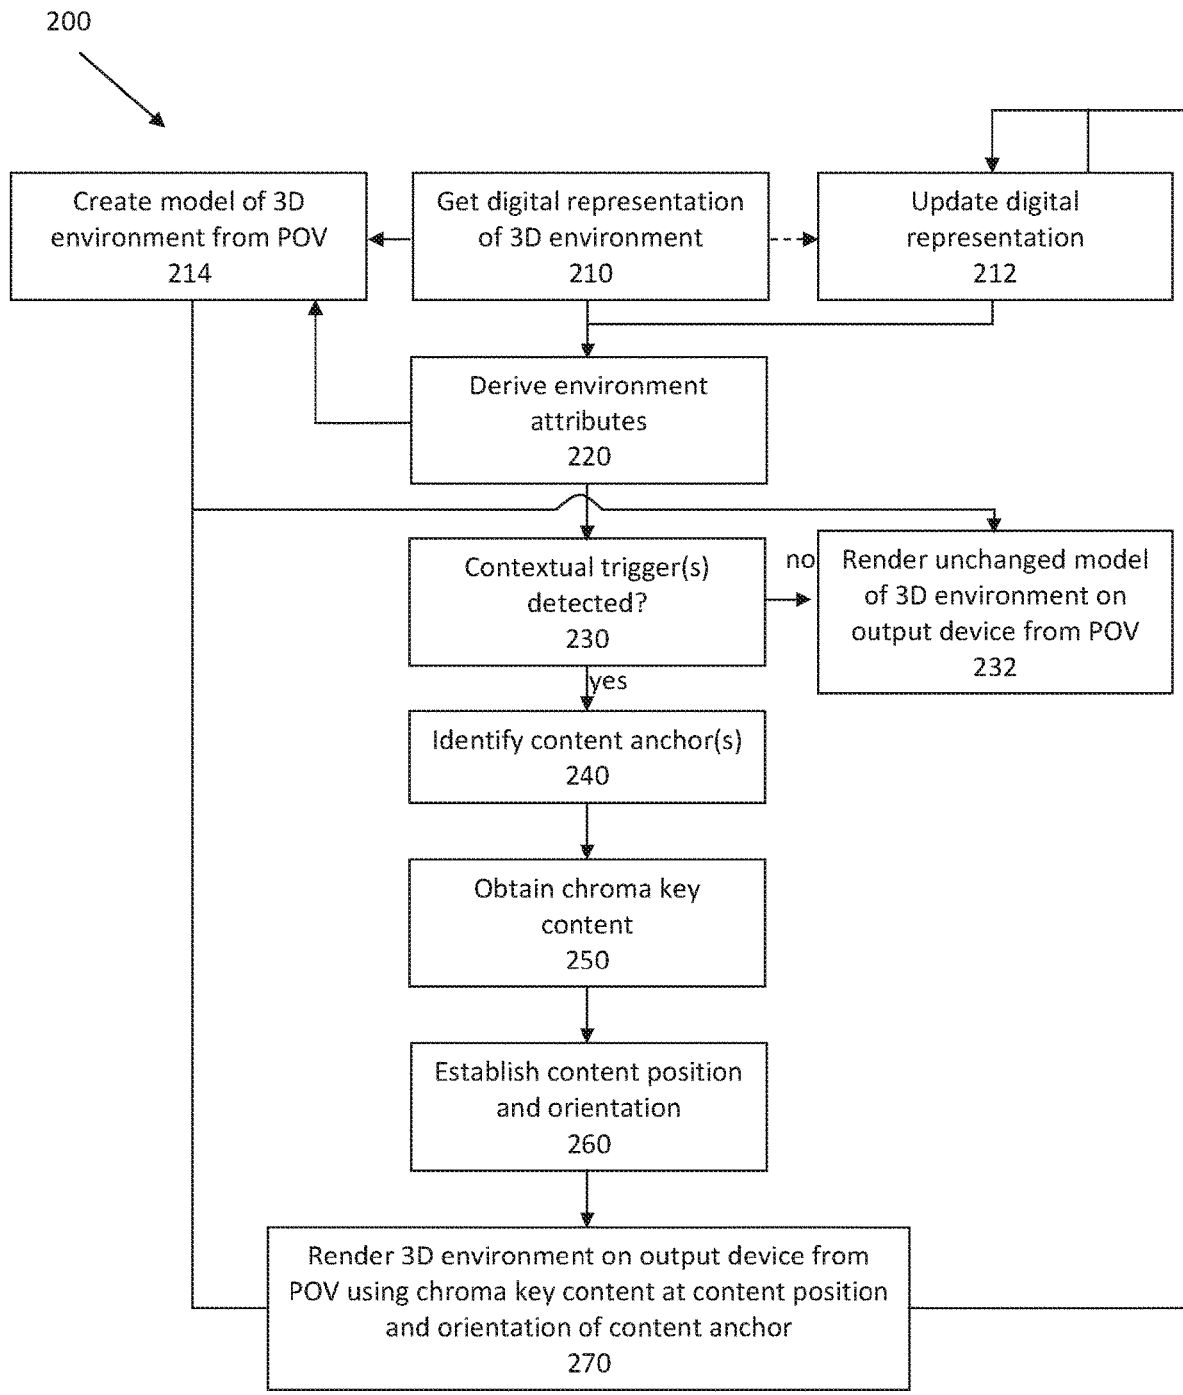 200
Create model of 3D
environment from POV
214
Get digital representation
of 3D environment
210
Update digital
representation
212
Derive environment
attributes
220
Contextual trigger(s)
detected?
230
no
Render unchanged model
of 3D environment on
output device from POV
232
yes
Identify content anchor(s)
240
Obtain chroma key
content
250
Establish content position
and orientation
260
Render 3D environment on output device from
POV using chroma key content at content position
and orientation of content anchor
270